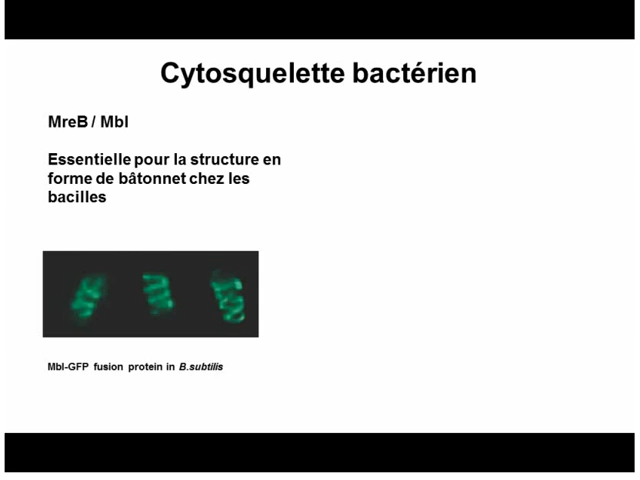 Cytosquelette bactérien
MreB / Mbl
Essentielle pour la structure en
forme de bâtonnet chez les
bacilles
Mbl-GFP fusion protein in B.subtilis